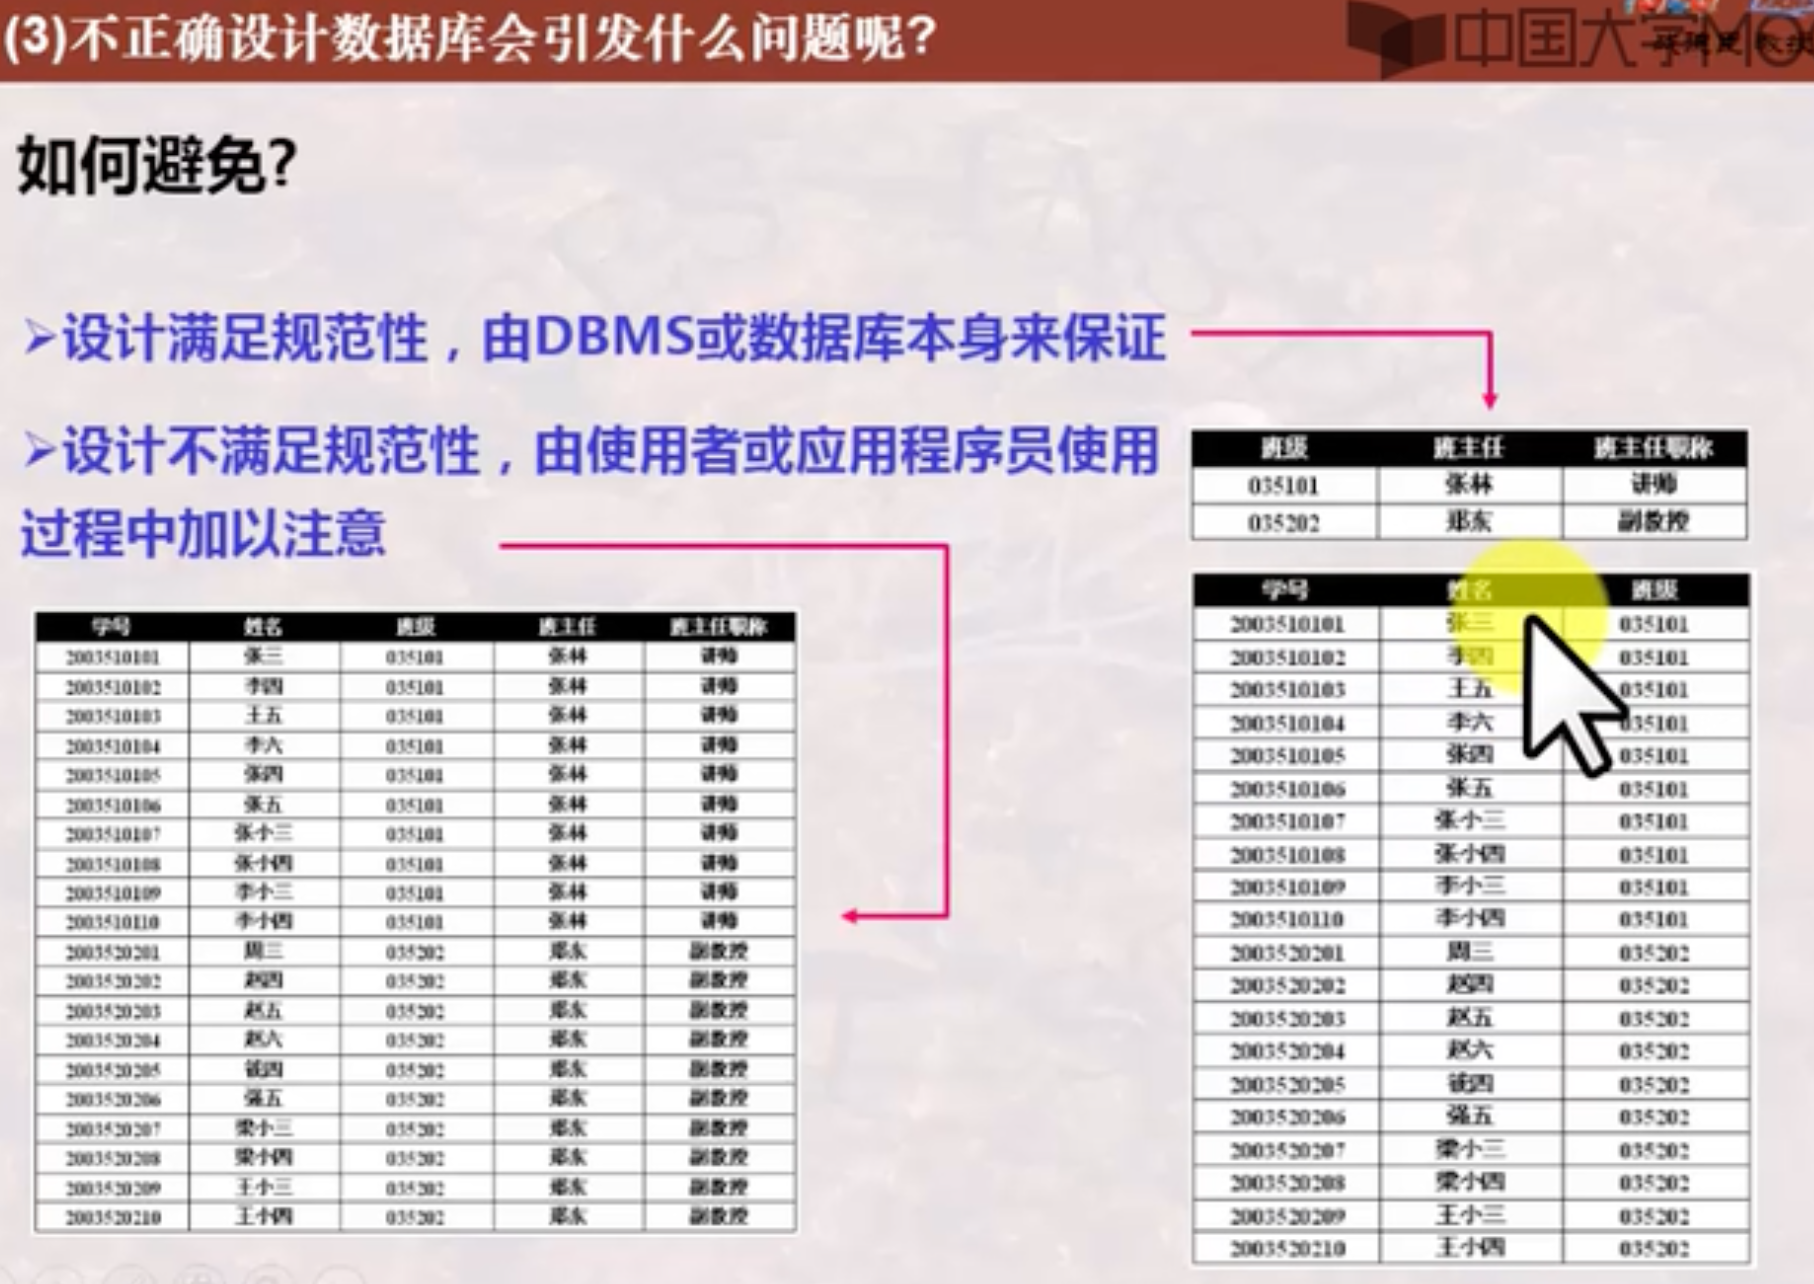 (3)不正确设计数据库会引发什么问题呢?
中国大学MO
如何避免?
➢设计满足规范性，由DBMS或数据库本身来保证
➢设计不满足规范性，由使用者或应用程序员使用
过程中加以注意
班级 班主任 班主任职称
035101 张林 讲师
035202 郑东 副教授
学号 姓名 班级 班主任 班主任职称
2003510101 张三 035101 张林 讲师
2003510102 李四 035101 张林 讲师
2003510103 王五 035101 张林 讲师
2003510104 李六 035101 张林 讲师
2003510105 张四 035101 张林 讲师
2003510106 张五 035101 张林 讲师
2003510107 张小三 035101 张林 讲师
2003510108 张小四 035101 张林 讲师
2003510109 李小三 035101 张林 讲师
2003510110 李小四 035101 张林 讲师
2003520201 周三 035202 郑东 副教授
2003520202 赵四 035202 郑东 副教授
2003520203 赵五 035202 郑东 副教授
2003520204 赵六 035202 郑东 副教授
2003520205 钱四 035202 郑东 副教授
2003520206 强五 035202 郑东 副教授
2003520207 梁小三 035202 郑东 副教授
2003520208 梁小四 035202 郑东 副教授
2003520209 王小三 035202 郑东 副教授
2003520210 王小四 035202 郑东 副教授
学号 姓名 班级
2003510101 张三 035101
2003510102 李四 035101
2003510103 王五 035101
2003510104 李六 035101
2003510105 张四 035101
2003510106 张五 035101
2003510107 张小三 035101
2003510108 张小四 035101
2003510109 李小三 035101
2003510110 李小四 035101
2003520201 周三 035202
2003520202 赵四 035202
2003520203 赵五 035202
2003520204 赵六 035202
2003520205 钱四 035202
2003520206 强五 035202
2003520207 梁小三 035202
2003520208 梁小四 035202
2003520209 王小三 035202
2003520210 王小四 035202